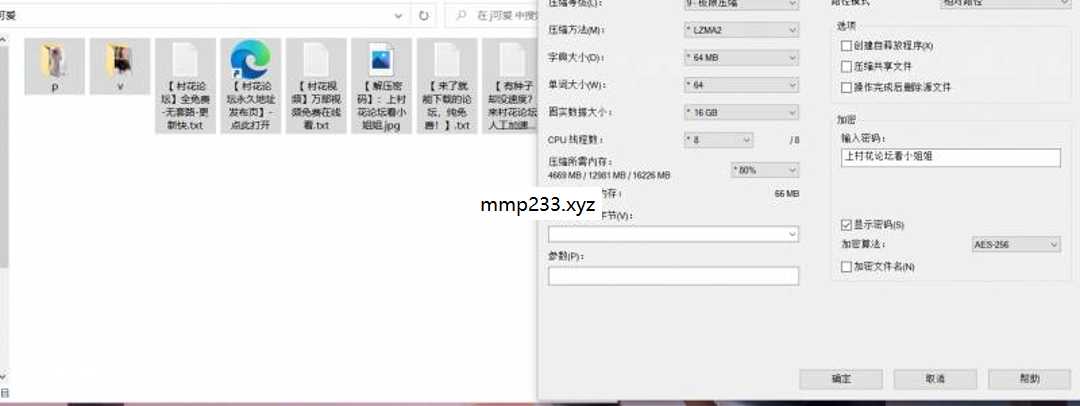 可爱
在 j可爱 中搜索
p
v
【村花论
坛】全免费
-无套路-更
新快.txt
【村花论
坛永久地址
发布页】-
点此打开
【村花视
频】万部视
频免费在线
看.txt
【解压密
码】：上村
花论坛看小
姐姐.jpg
【来了就
能下载的论
坛，纯免
费！】.txt
【有种子
却没速度？
来村花论坛
人工加速...
压缩等级(L)：
9 - 极限压缩
压缩方法(M)：
* LZMA2
字典大小(D)：
* 64 MB
单词大小(W)：
* 64
固实数据大小：
* 16 GB
CPU 线程数：
* 8
/ 8
压缩所需内存：
4669 MB / 12981 MB / 16226 MB
* 80%
内存：
66 MB
字节(V)：
参数(P)：
路径模式
相对路径
选项
创建自释放程序(X)
压缩共享文件
操作完成后删除源文件
加密
输入密码：
上村花论坛看小姐姐
显示密码(S)
加密算法：
AES-256
加密文件名(N)
确定
取消
帮助
mmp233.xyz